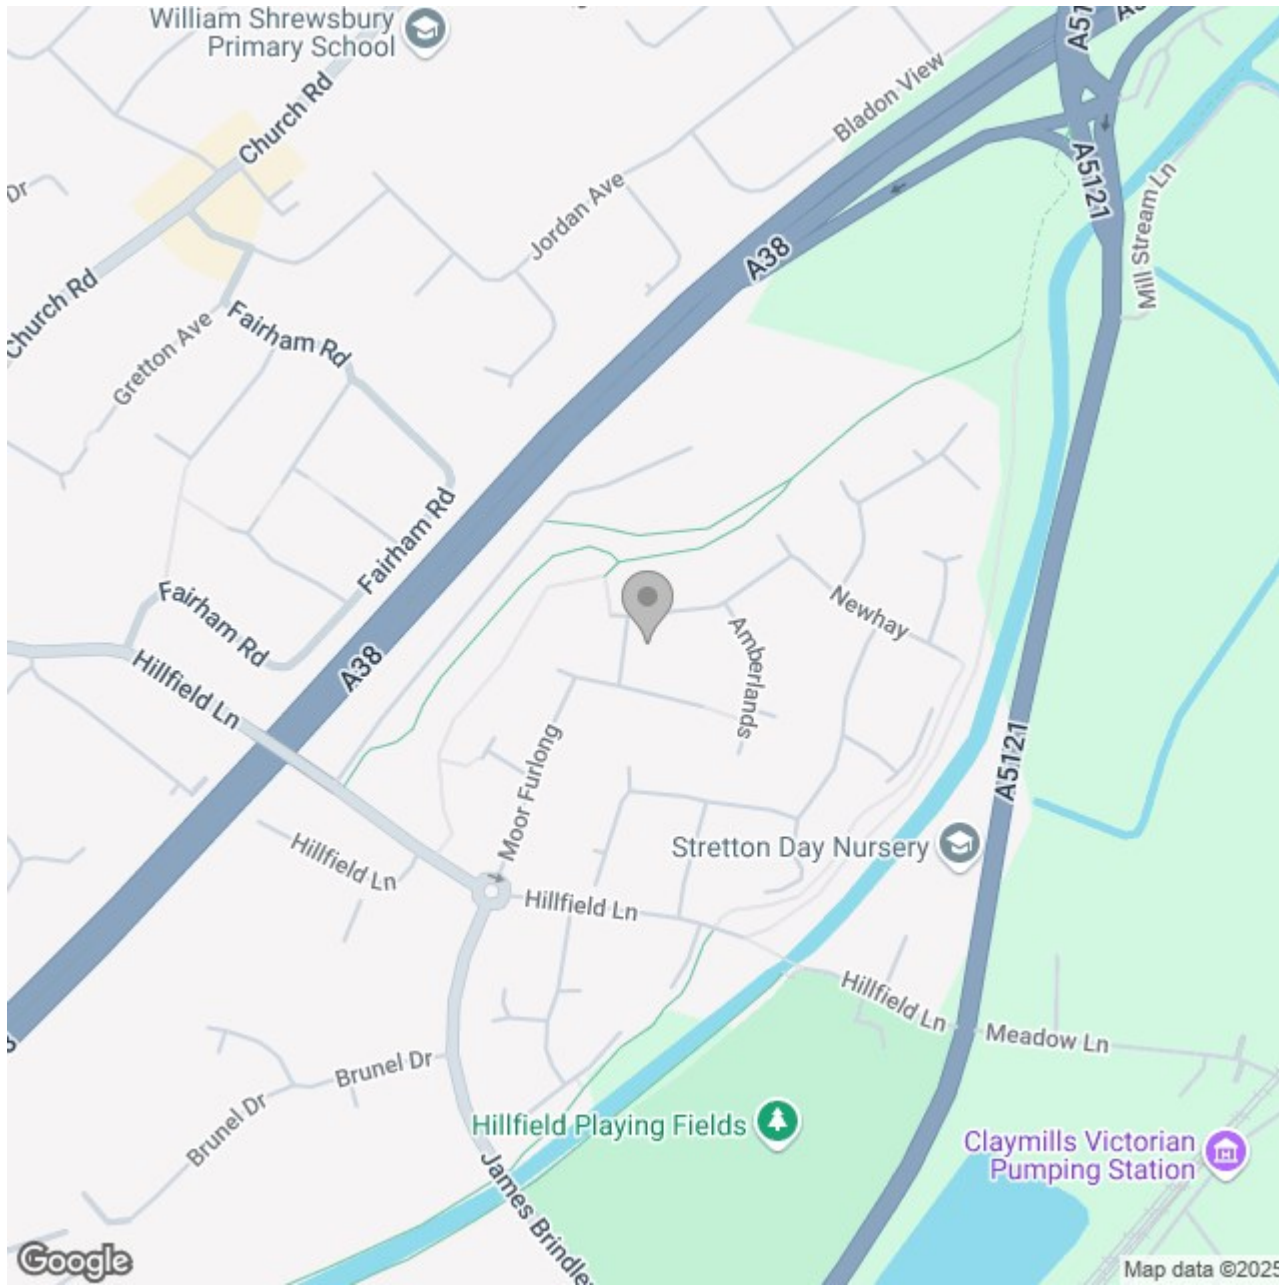 William Shrewsbury
Primary School
Church Rd
Bladon View
A5121
Dr
Jordan Ave
Mill Stream Ln
A38
Church Rd
Gretton Ave
Fairham Rd
Fairham Rd
Fairham Rd
Newhay
Amberlands
A38
Hillfield Ln
Moor Furlong
A5121
Stretton Day Nursery
Hillfield Ln
Hillfield Ln
Hillfield Ln
Meadow Ln
Brunel Dr
Brunel Dr
Hillfield Playing Fields
Claymills Victorian
Pumping Station
James Brindley
Google
Map data ©2025